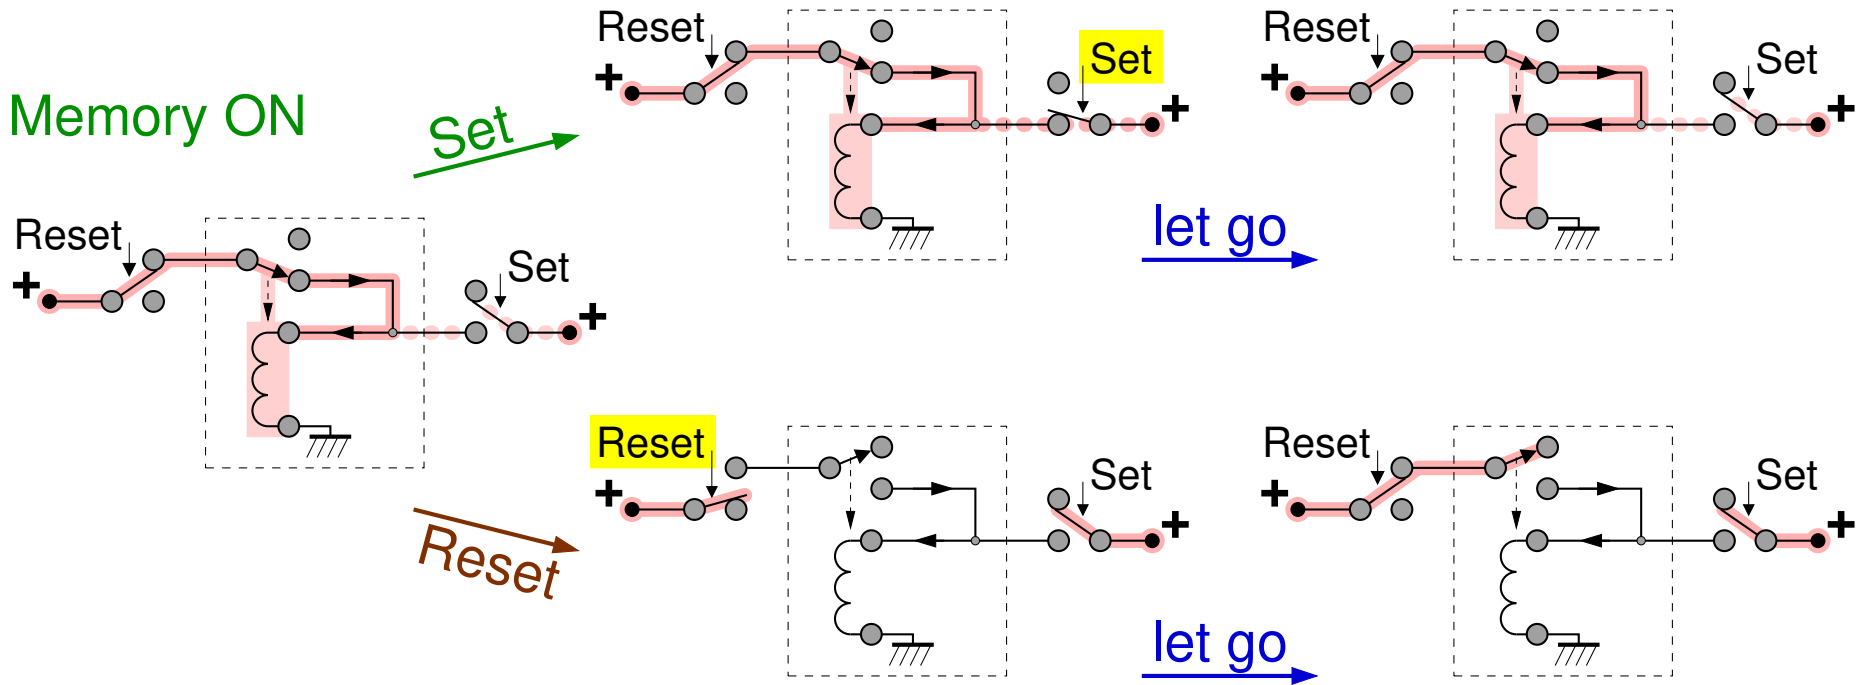 Memory ON
Reset
Set
+
+
Set
Reset
Set
+
+
let go
Reset
Set
+
+
Reset
Reset
Set
+
+
let go
Reset
Set
+
+